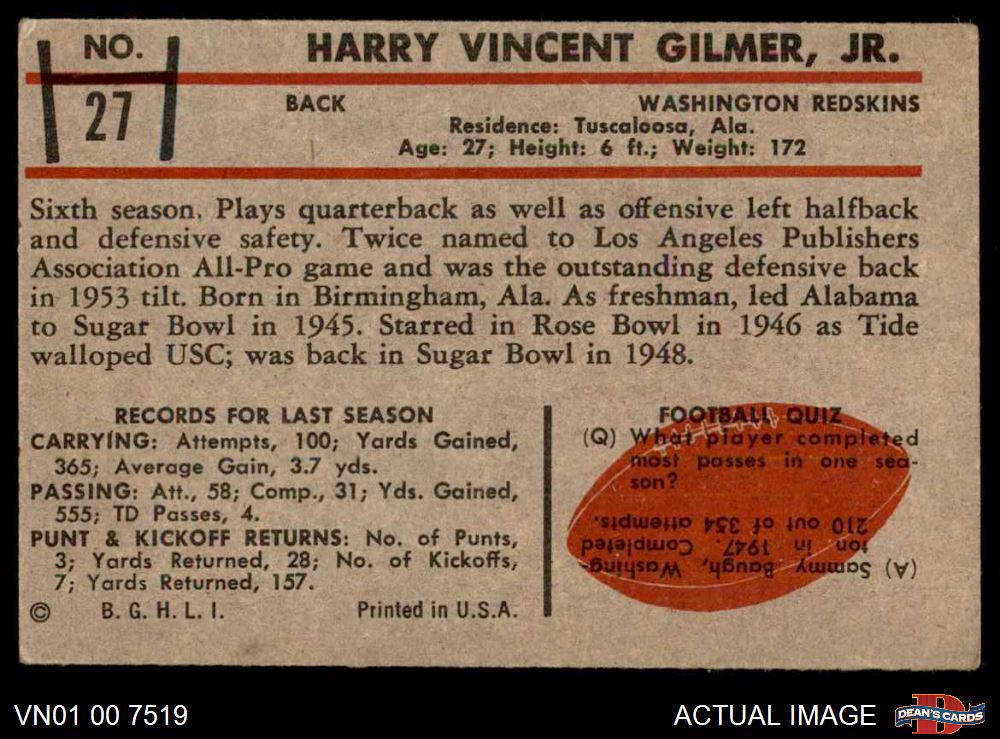 NO.
27
HARRY VINCENT GILMER, JR.
BACK WASHINGTON REDSKINS
Residence: Tuscaloosa, Ala.
Age: 27; Height: 6 ft.; Weight: 172
Sixth season. Plays quarterback as well as offensive left halfback
and defensive safety. Twice named to Los Angeles Publishers
Association All-Pro game and was the outstanding defensive back
in 1953 tilt. Born in Birmingham, Ala. As freshman, led Alabama
to Sugar Bowl in 1945. Starred in Rose Bowl in 1946 as Tide
walloped USC; was back in Sugar Bowl in 1948.
RECORDS FOR LAST SEASON
CARRYING: Attempts, 100; Yards Gained,
365; Average Gain, 3.7 yds.
PASSING: Att., 58; Comp., 31; Yds. Gained,
555; TD Passes, 4.
PUNT & KICKOFF RETURNS: No. of Punts,
3; Yards Returned, 28; No. of Kickoffs,
7; Yards Returned, 157.
© B. G. H. L. I. Printed in U.S.A.
FOOTBALL QUIZ
(Q) What player completed
most passes in one sea-
son?
(A) Sammy Baugh, Washing-
ton in 1947. Completed
210 out of 354 attempts.
VN01 00 7519
ACTUAL IMAGE
D
DEAN'S CARDS